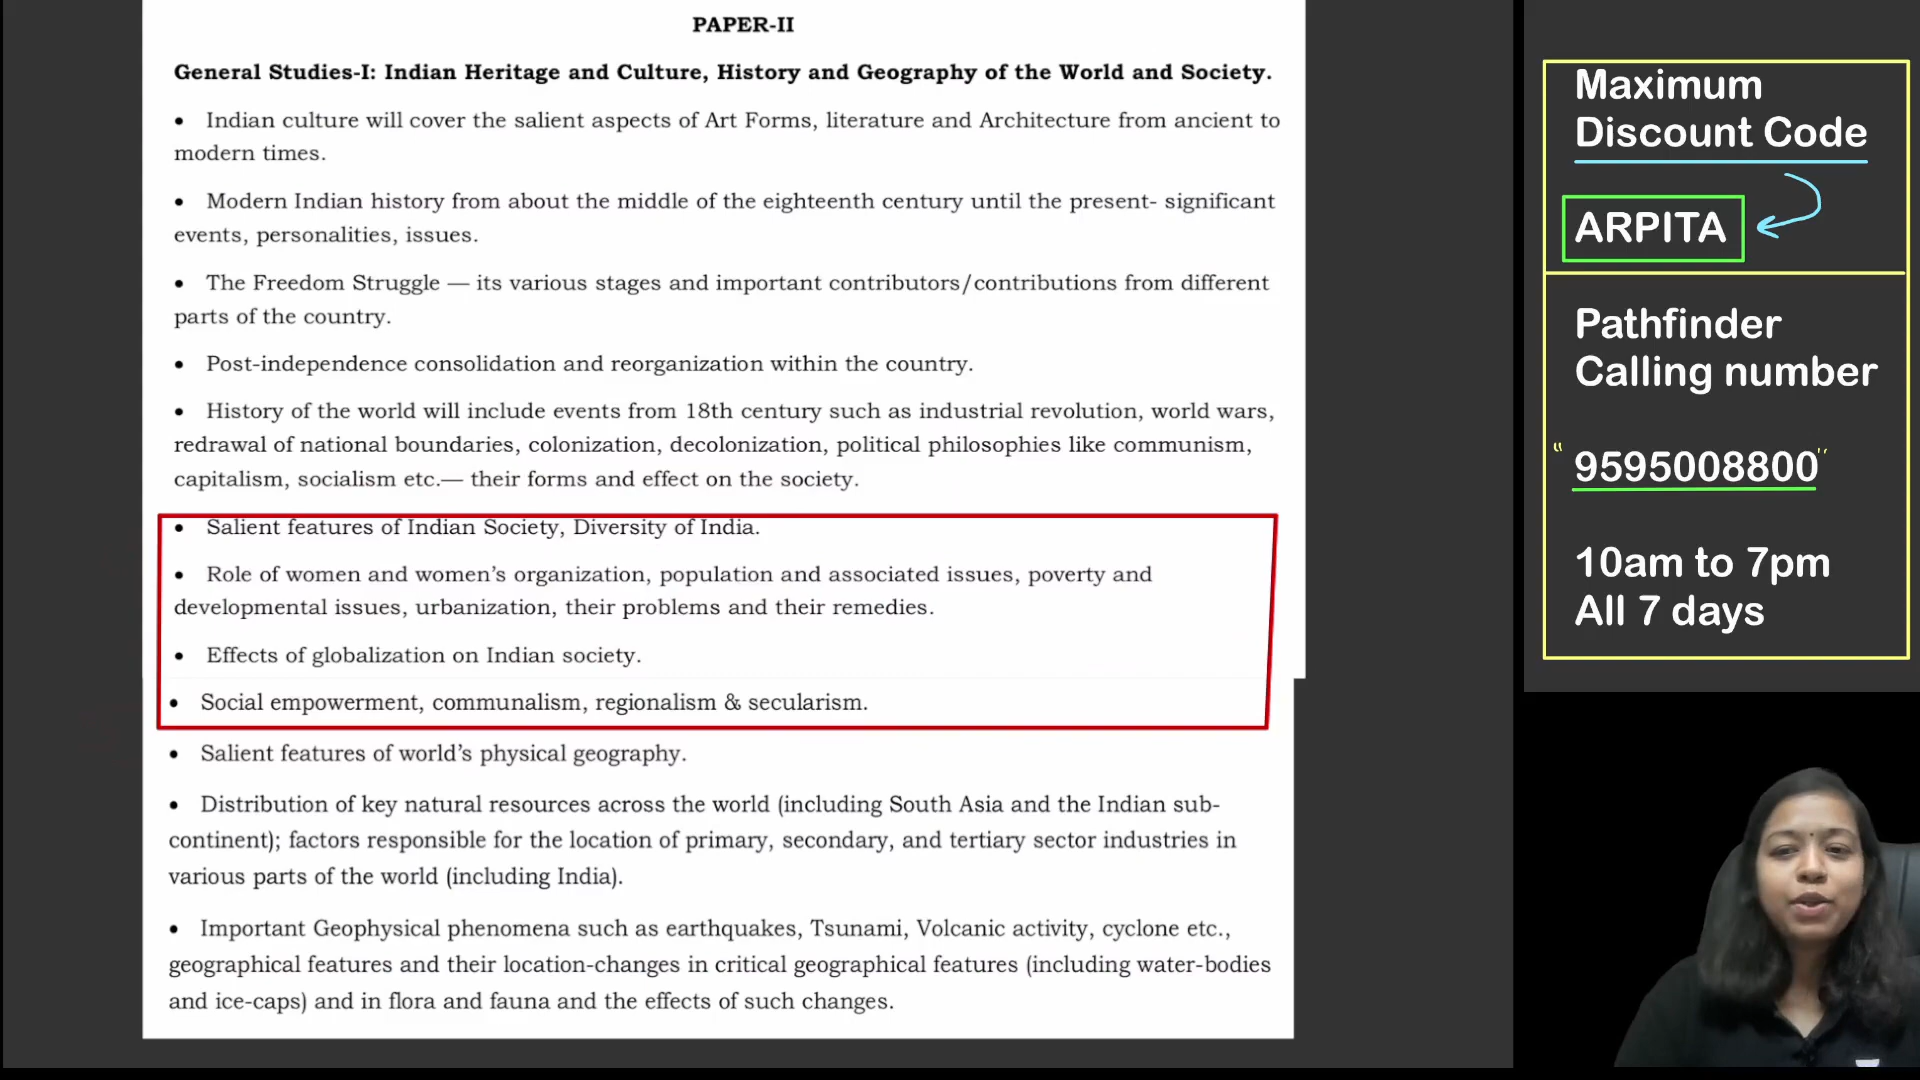 PAPER-II
General Studies-I: Indian Heritage and Culture, History and Geography of the World and Society.
• Indian culture will cover the salient aspects of Art Forms, literature and Architecture from ancient to
modern times.
• Modern Indian history from about the middle of the eighteenth century until the present- significant
events, personalities, issues.
• The Freedom Struggle — its various stages and important contributors/contributions from different
parts of the country.
• Post-independence consolidation and reorganization within the country.
• History of the world will include events from 18th century such as industrial revolution, world wars,
redrawal of national boundaries, colonization, decolonization, political philosophies like communism,
capitalism, socialism etc.— their forms and effect on the society.
• Salient features of Indian Society, Diversity of India.
• Role of women and women’s organization, population and associated issues, poverty and
developmental issues, urbanization, their problems and their remedies.
• Effects of globalization on Indian society.
• Social empowerment, communalism, regionalism & secularism.
• Salient features of world’s physical geography.
• Distribution of key natural resources across the world (including South Asia and the Indian sub-
continent); factors responsible for the location of primary, secondary, and tertiary sector industries in
various parts of the world (including India).
• Important Geophysical phenomena such as earthquakes, Tsunami, Volcanic activity, cyclone etc.,
geographical features and their location-changes in critical geographical features (including water-bodies
and ice-caps) and in flora and fauna and the effects of such changes.
Maximum
Discount Code
ARPITA
Pathfinder
Calling number
"9595008800"
10am to 7pm
All 7 days